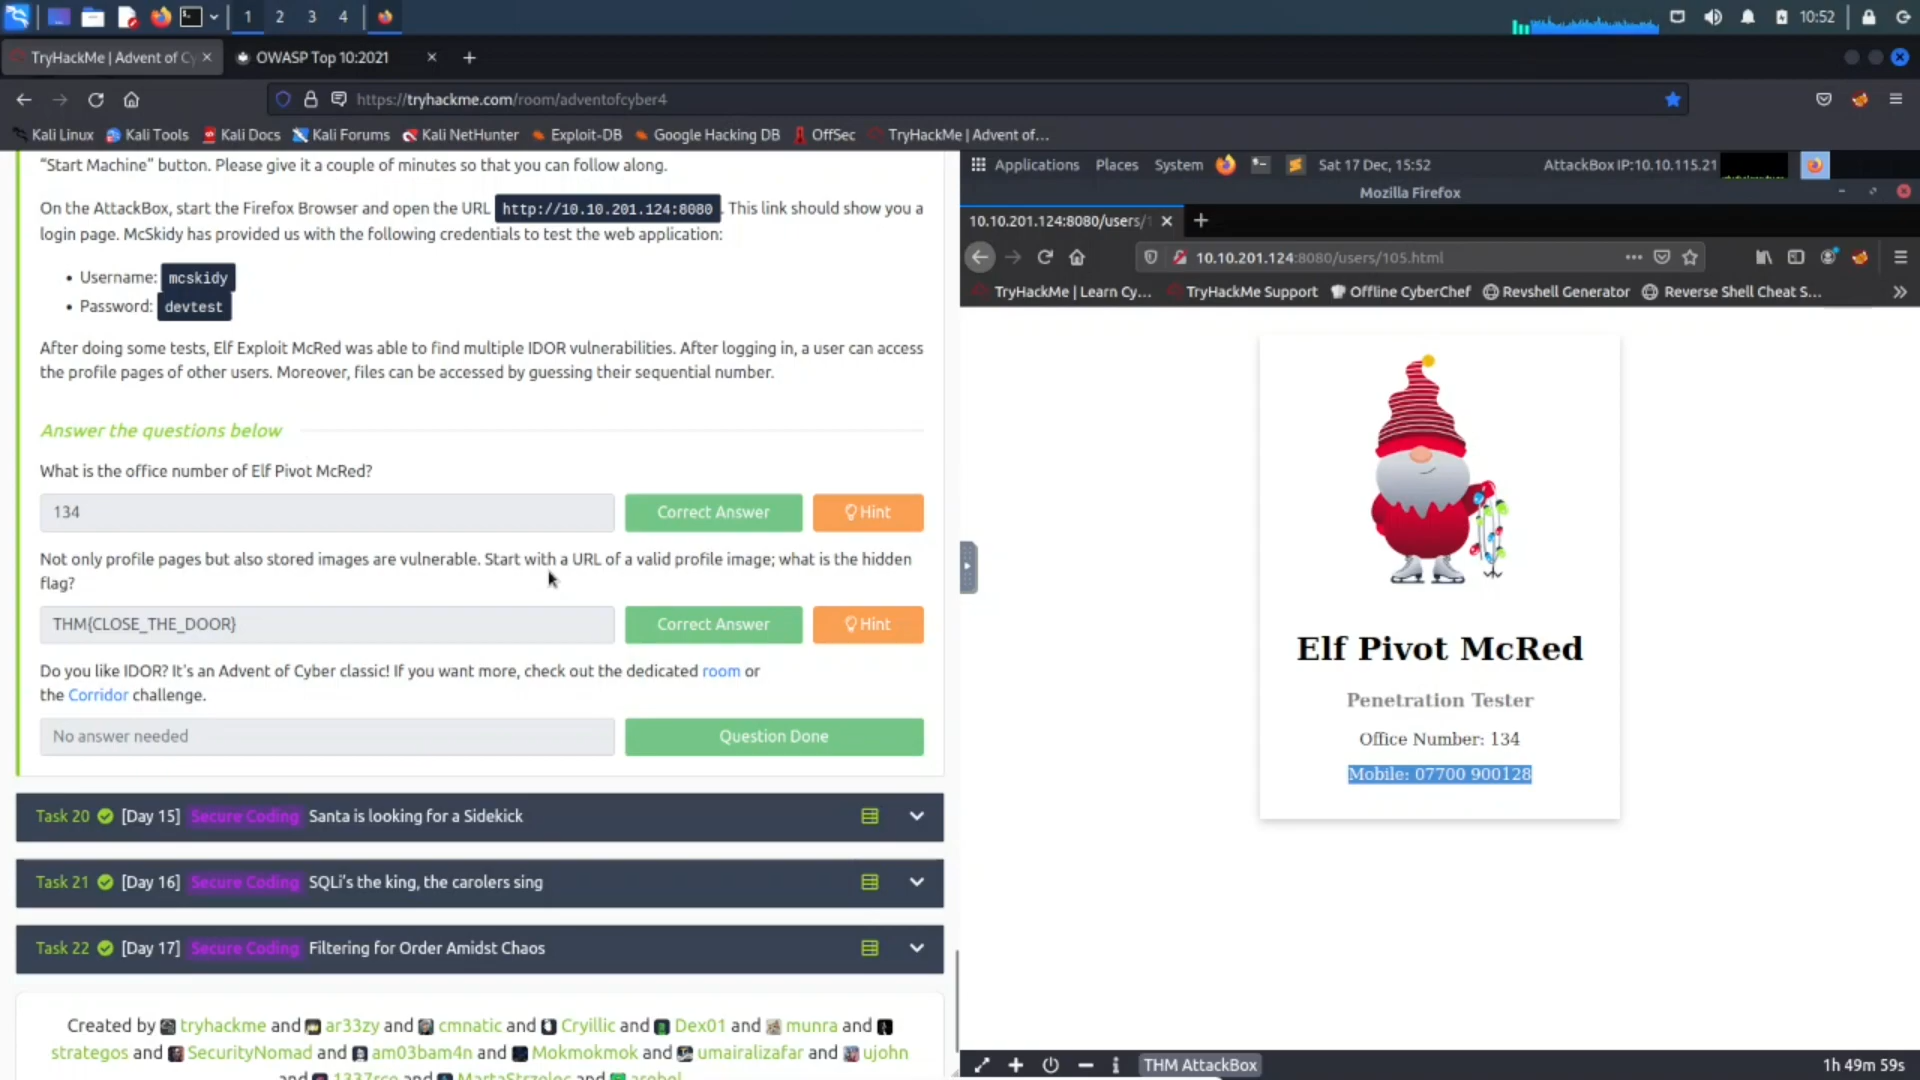 1 2 3 4
10:52
TryHackMe | Advent of Cy
OWASP Top 10:2021
https://tryhackme.com/room/adventofcyber4
Kali Linux Kali Tools Kali Docs Kali Forums Kali NetHunter Exploit-DB Google Hacking DB OffSec TryHackMe | Advent of...
“Start Machine” button. Please give it a couple of minutes so that you can follow along.
On the AttackBox, start the Firefox Browser and open the URL http://10.10.201.124:8080 . This link should show you a
login page. McSkidy has provided us with the following credentials to test the web application:
• Username: mcskidy
• Password: devtest
After doing some tests, Elf Exploit McRed was able to find multiple IDOR vulnerabilities. After logging in, a user can access
the profile pages of other users. Moreover, files can be accessed by guessing their sequential number.
Answer the questions below
What is the office number of Elf Pivot McRed?
134 Correct Answer Hint
Not only profile pages but also stored images are vulnerable. Start with a URL of a valid profile image; what is the hidden
flag?
THM{CLOSE_THE_DOOR} Correct Answer Hint
Do you like IDOR? It's an Advent of Cyber classic! If you want more, check out the dedicated room or
the Corridor challenge.
No answer needed Question Done
Task 20 [Day 15] Secure Coding Santa is looking for a Sidekick
Task 21 [Day 16] Secure Coding SQLi's the king, the carolers sing
Task 22 [Day 17] Secure Coding Filtering for Order Amidst Chaos
Created by tryhackme and ar33zy and cmnatic and Cryillic and Dex01 and munra and
strategos and SecurityNomad and am03bam4n and Mokmokmok and umairalizafar and ujohn
and 1337rce and MartaStrzelec and arebel
Applications Places System Sat 17 Dec, 15:52 AttackBox IP:10.10.115.21
Mozilla Firefox
10.10.201.124:8080/users/1
10.10.201.124:8080/users/105.html
TryHackMe | Learn Cy... TryHackMe Support Offline CyberChef Revshell Generator Reverse Shell Cheat S...
Elf Pivot McRed
Penetration Tester
Office Number: 134
Mobile: 07700 900128
THM AttackBox
1h 49m 59s